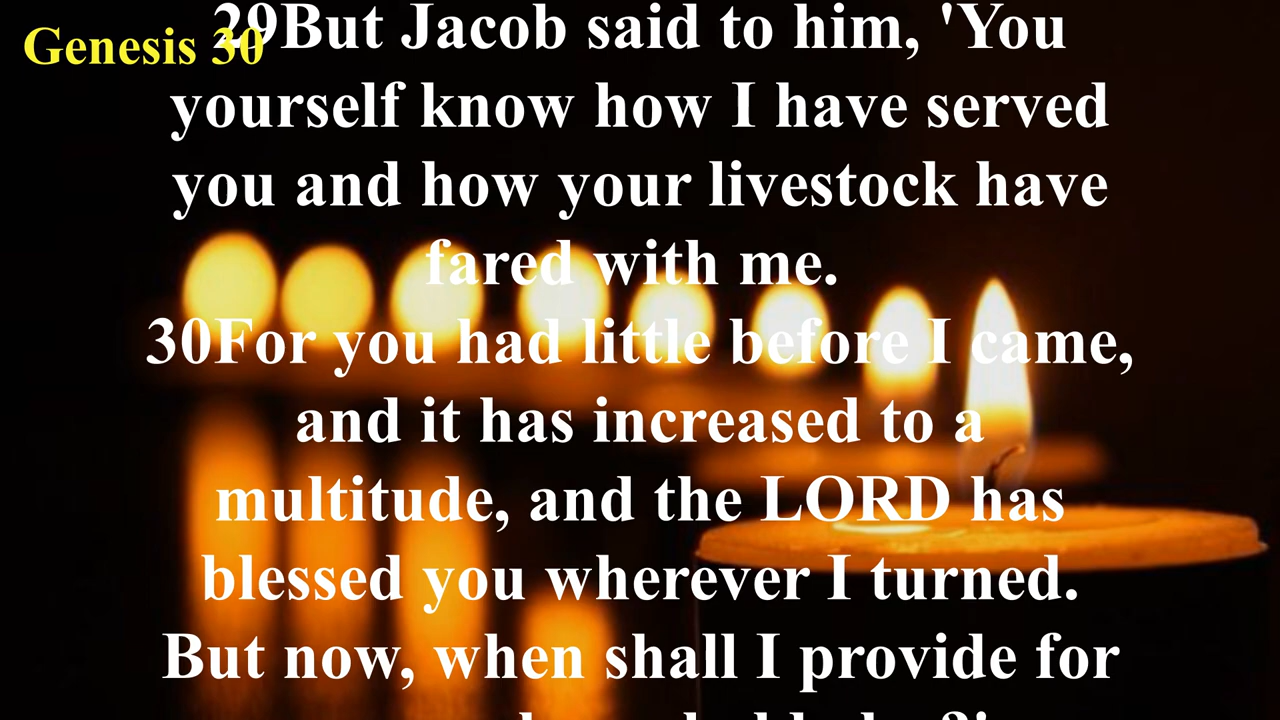 Genesis 30
29But Jacob said to him, 'You
yourself know how I have served
you and how your livestock have
fared with me.
30For you had little before I came,
and it has increased to a
multitude, and the LORD has
blessed you wherever I turned.
But now, when shall I provide for